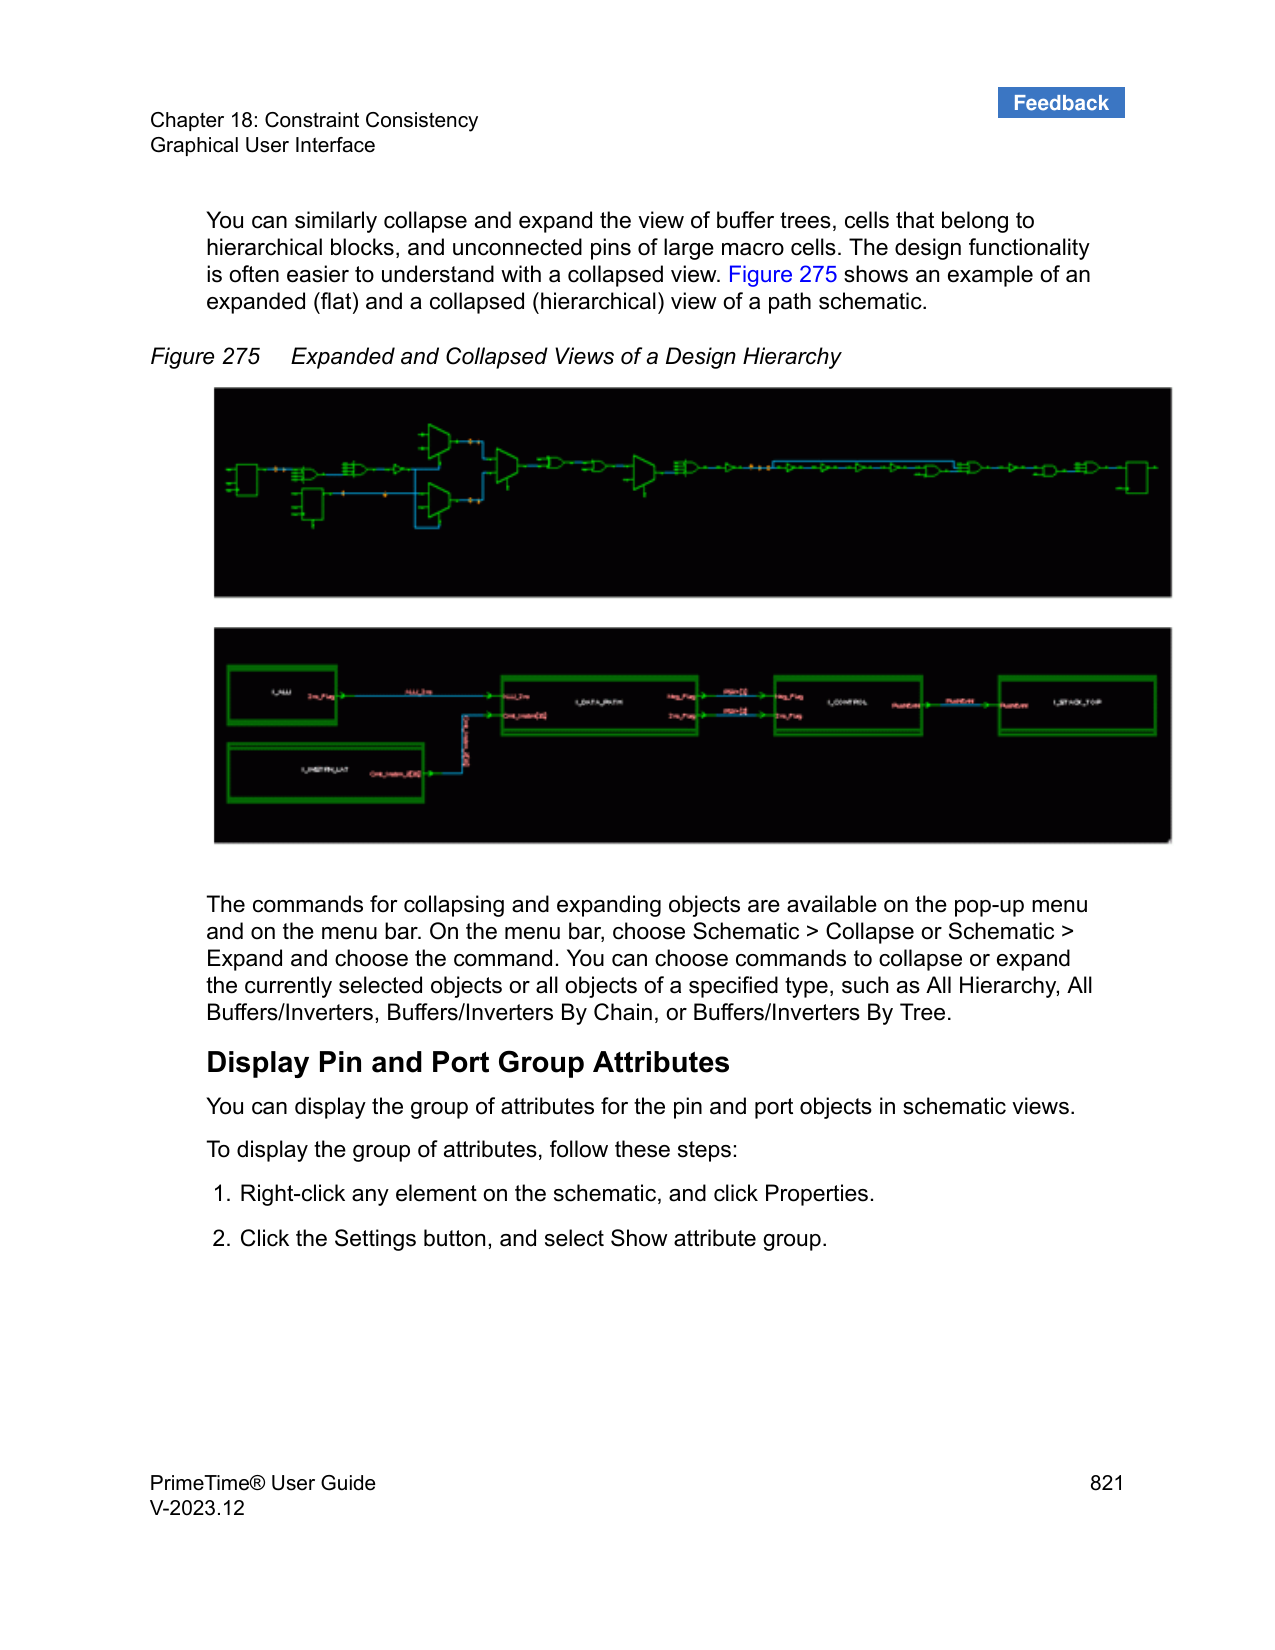 Feedback
Chapter 18: Constraint Consistency
Graphical User Interface
You can similarly collapse and expand the view of buffer trees, cells that belong to
hierarchical blocks, and unconnected pins of large macro cells. The design functionality
is often easier to understand with a collapsed view. Figure 275 shows an example of an
expanded (flat) and a collapsed (hierarchical) view of a path schematic.
Figure 275 Expanded and Collapsed Views of a Design Hierarchy
I_ALU
I_DATA_PATH
I_CONTROL
I_STACK_TOP
The commands for collapsing and expanding objects are available on the pop-up menu
and on the menu bar. On the menu bar, choose Schematic > Collapse or Schematic >
Expand and choose the command. You can choose commands to collapse or expand
the currently selected objects or all objects of a specified type, such as All Hierarchy, All
Buffers/Inverters, Buffers/Inverters By Chain, or Buffers/Inverters By Tree.
Display Pin and Port Group Attributes
You can display the group of attributes for the pin and port objects in schematic views.
To display the group of attributes, follow these steps:
1. Right-click any element on the schematic, and click Properties.
2. Click the Settings button, and select Show attribute group.
PrimeTime® User Guide
821
V-2023.12